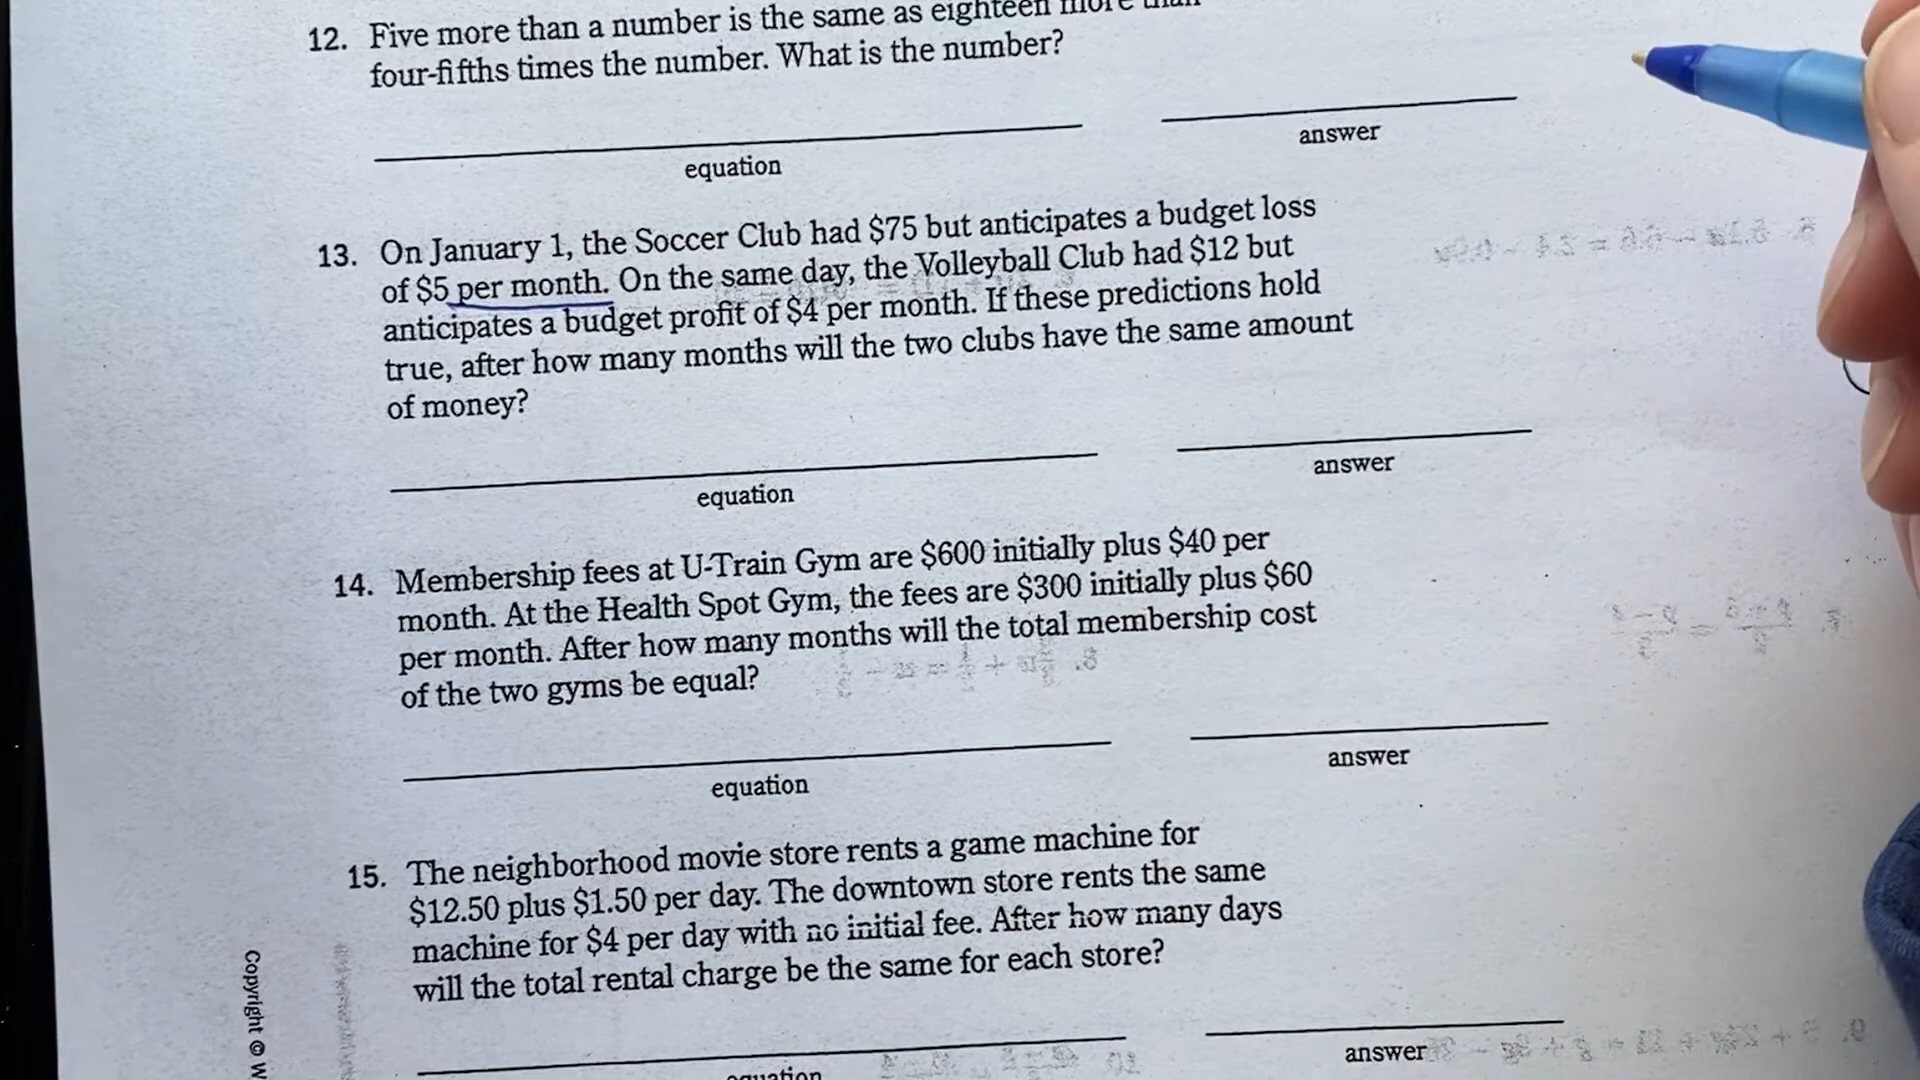 12. Five more than a number is the same as eighteen more than
four-fifths times the number. What is the number?
equation
answer
13. On January 1, the Soccer Club had $75 but anticipates a budget loss
of $5 per month. On the same day, the Volleyball Club had $12 but
anticipates a budget profit of $4 per month. If these predictions hold
true, after how many months will the two clubs have the same amount
of money?
equation
answer
14. Membership fees at U-Train Gym are $600 initially plus $40 per
month. At the Health Spot Gym, the fees are $300 initially plus $60
per month. After how many months will the total membership cost
of the two gyms be equal?
equation
answer
15. The neighborhood movie store rents a game machine for
$12.50 plus $1.50 per day. The downtown store rents the same
machine for $4 per day with no initial fee. After how many days
will the total rental charge be the same for each store?
equation
answer
Copyright © W